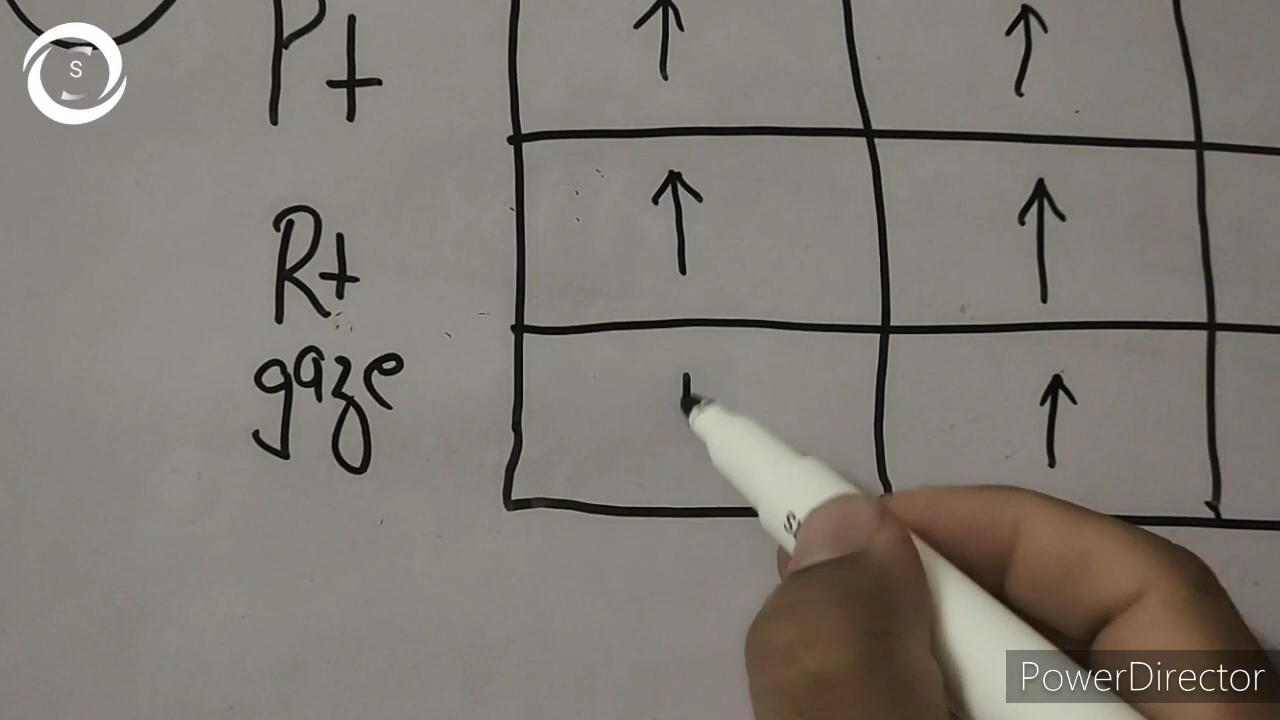 S
Pt
↑ ↑
Rt
↑ ↑
gaze
↑
PowerDirector